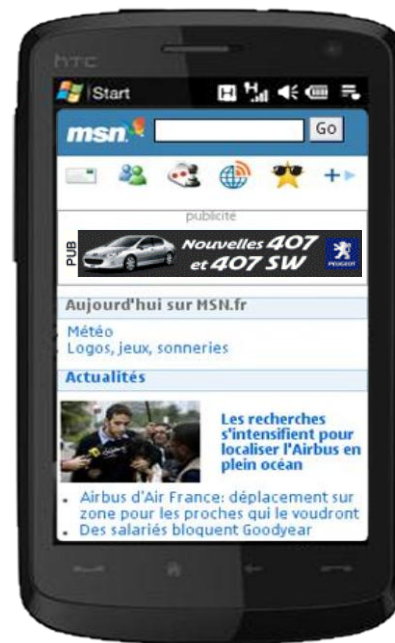 hTC
Start
H
msn
Go
publicité
PUB
Nouvelles 407
et 407 SW
PEUGEOT
Aujourd'hui sur MSN.fr
Météo
Logos, jeux, sonneries
Actualités
Les recherches
s'intensifient pour
localiser l'Airbus en
plein océan
Airbus d'Air France: déplacement sur
zone pour les proches qui le voudront
Des salariés bloquent Goodyear